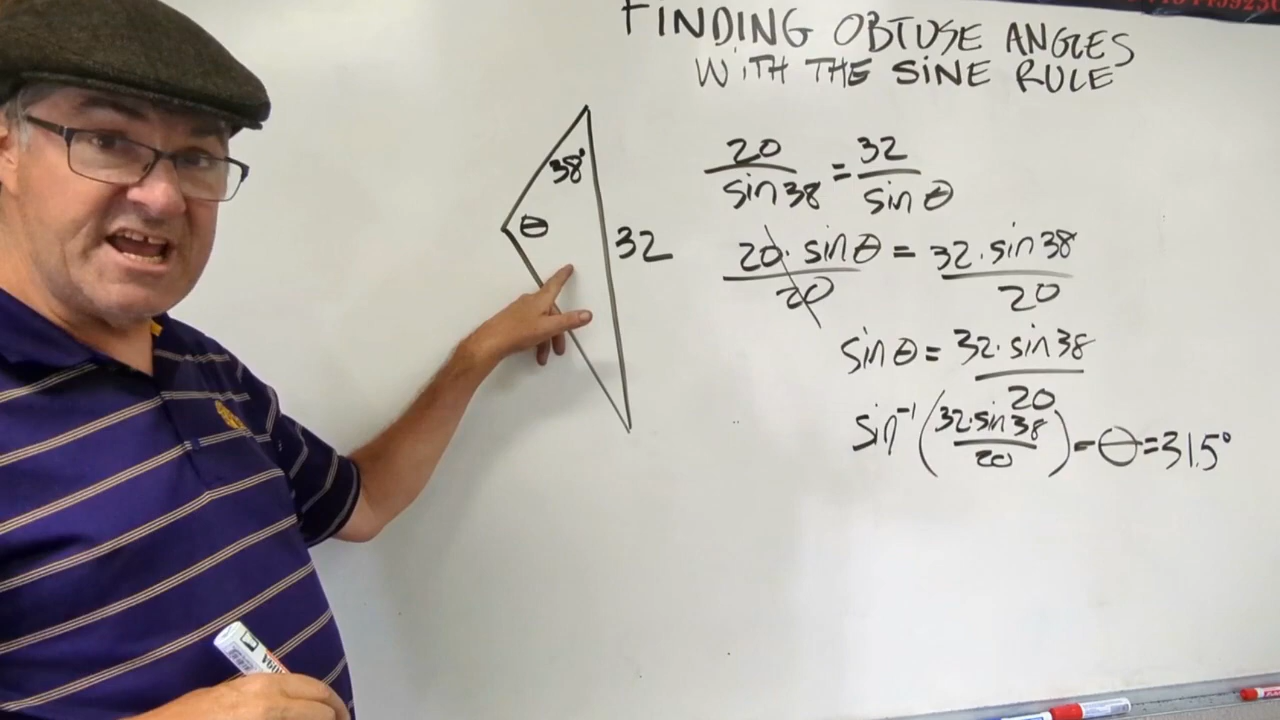 FINDING OBTUSE ANGLES
WITH THE SINE RULE
38°
θ
32
20/sin38 = 32/sinθ
20·sinθ/20 = 32·sin38/20
sinθ = 32·sin38/20
sin⁻¹(32·sin38/20) = θ = 31.5°